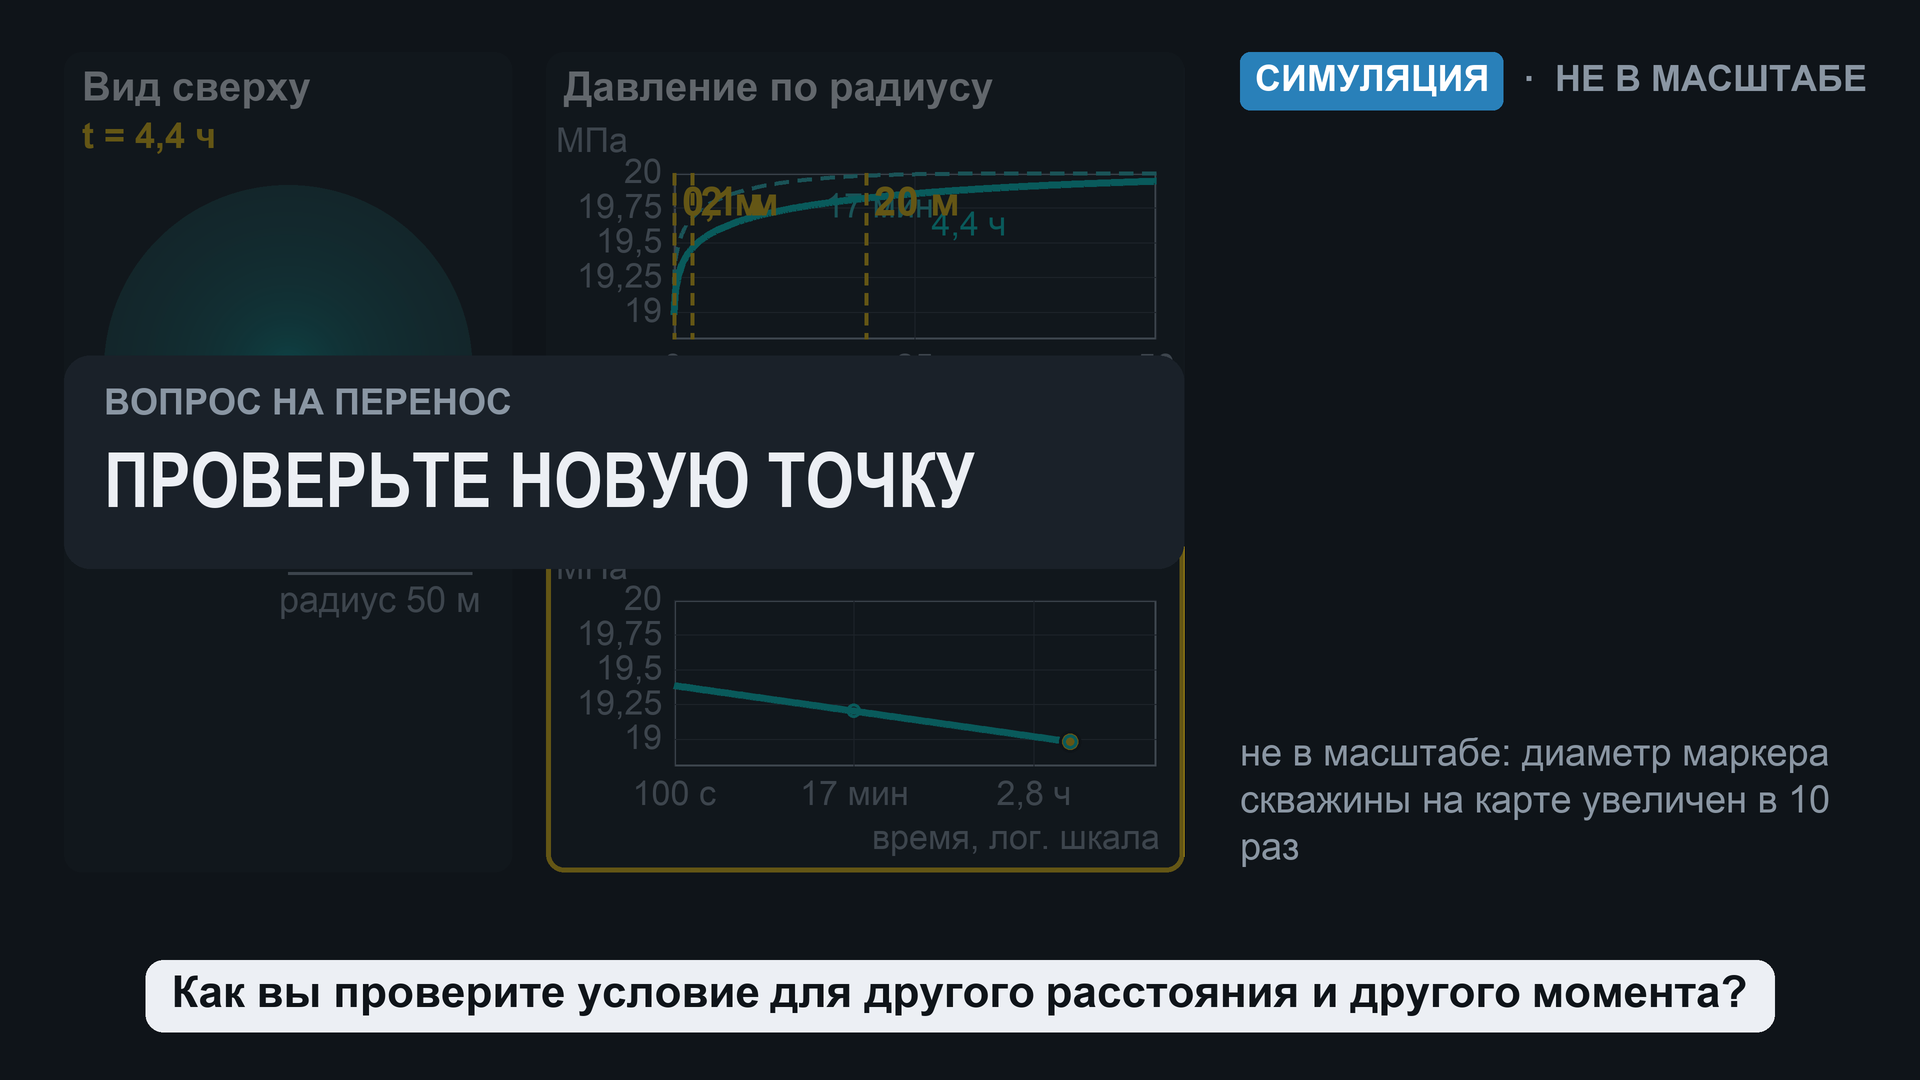 Вид сверху
t = 4,4 ч
Давление по радиусу
МПа
20
19,75
19,5
19,25
19
20 м
4,4 ч
СИМУЛЯЦИЯ · НЕ В МАСШТАБЕ
ВОПРОС НА ПЕРЕНОС
ПРОВЕРЬТЕ НОВУЮ ТОЧКУ
радиус 50 м
МПа
20
19,75
19,5
19,25
19
100 с
17 мин
2,8 ч
время, лог. шкала
не в масштабе: диаметр маркера
скважины на карте увеличен в 10
раз
Как вы проверите условие для другого расстояния и другого момента?